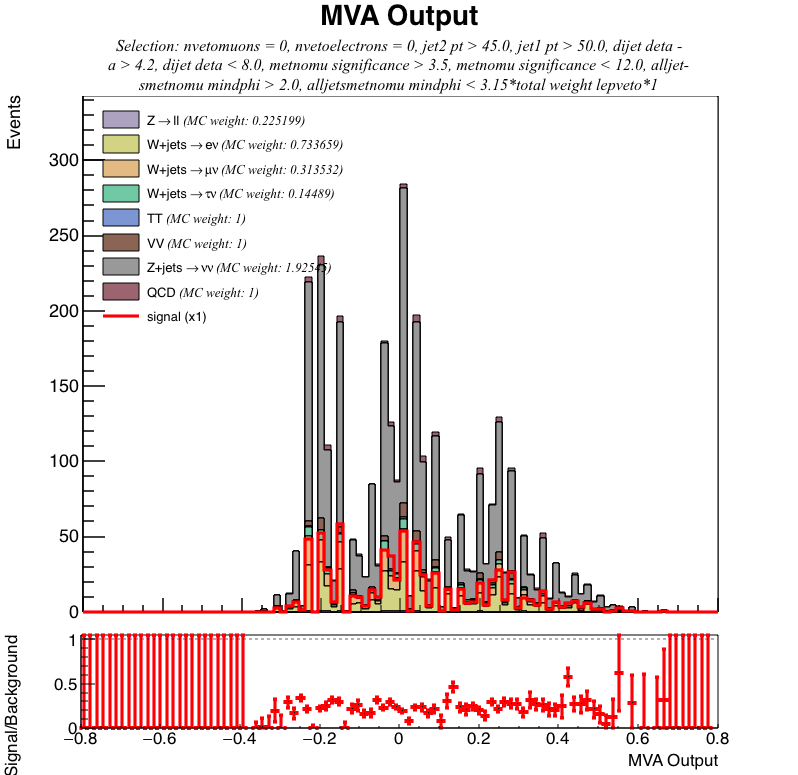 MVA Output
Selection: nvetomuons = 0, nvetoelectrons = 0, jet2 pt > 45.0, jet1 pt > 50.0, dijet deta -
a > 4.2, dijet deta < 8.0, metnomu significance > 3.5, metnomu significance < 12.0, alljet-
smetnomu mindphi > 2.0, alljetsmetnomu mindphi < 3.15*total weight lepveto*1
Events
Z→ll (MC weight: 0.225199)
W+jets→eν (MC weight: 0.733659)
W+jets→μν (MC weight: 0.313532)
W+jets→τν (MC weight: 0.14489)
TT (MC weight: 1)
VV (MC weight: 1)
Z+jets→νν (MC weight: 1.92545)
QCD (MC weight: 1)
signal (x1)
300
250
200
150
100
50
0
Signal/Background
1
0.5
0
−0.8 −0.6 −0.4 −0.2 0 0.2 0.4 0.6 0.8
MVA Output